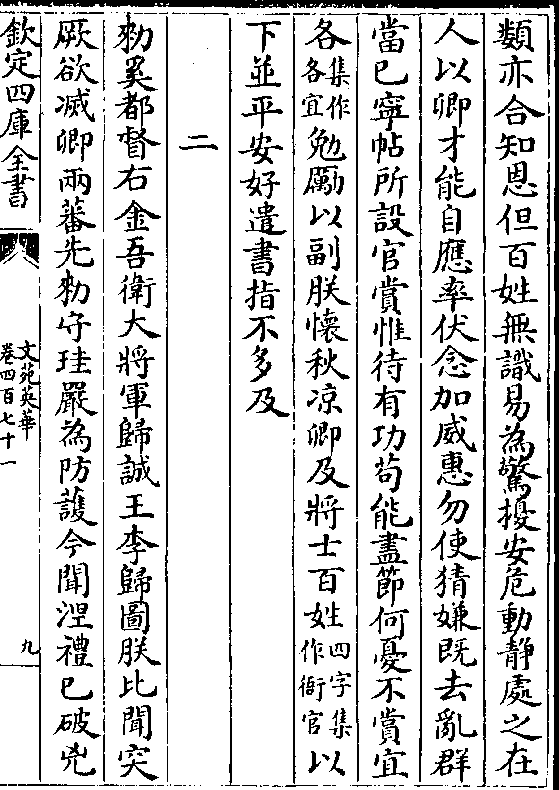 類亦合知恩但百姓無識易為驚擾安危動靜處之在
人以卿才能自應率伏念加威惠勿使猜嫌既去亂群
當已寧帖所設官賞惟待有功苟能盡節何憂不賞宜
各集作各宜勉勵以副朕懷秋凉卿及將士百姓四字集作衙官以
下並平安好遣書指不多及
二
勑奚都督右金吾衛大將軍歸誠王李歸圖朕比聞突
厥欲滅卿兩蕃先勑守珪嚴為防䕶今聞涅禮已破兇
欽定四庫全書
文苑英華
卷四百七十一
九